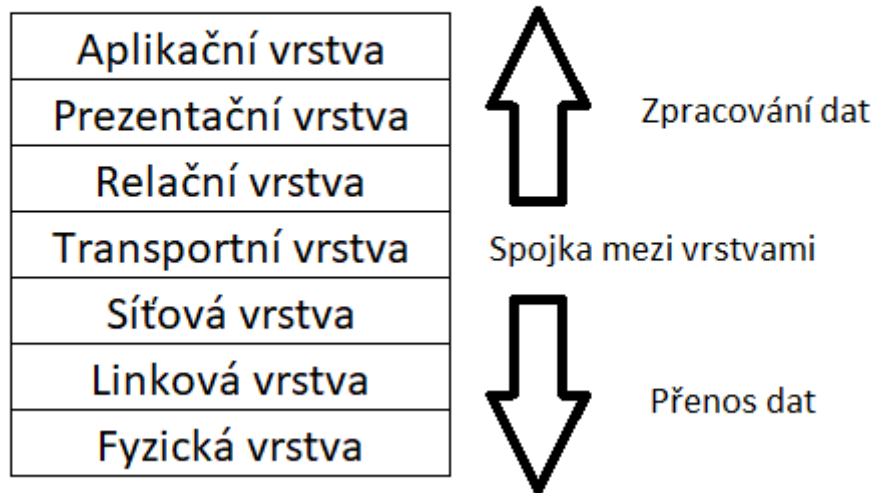 Aplikační vrstva
Prezentační vrstva
Zpracování dat
Relační vrstva
Transportní vrstva
Spojka mezi vrstvami
Síťová vrstva
Linková vrstva
Přenos dat
Fyzická vrstva